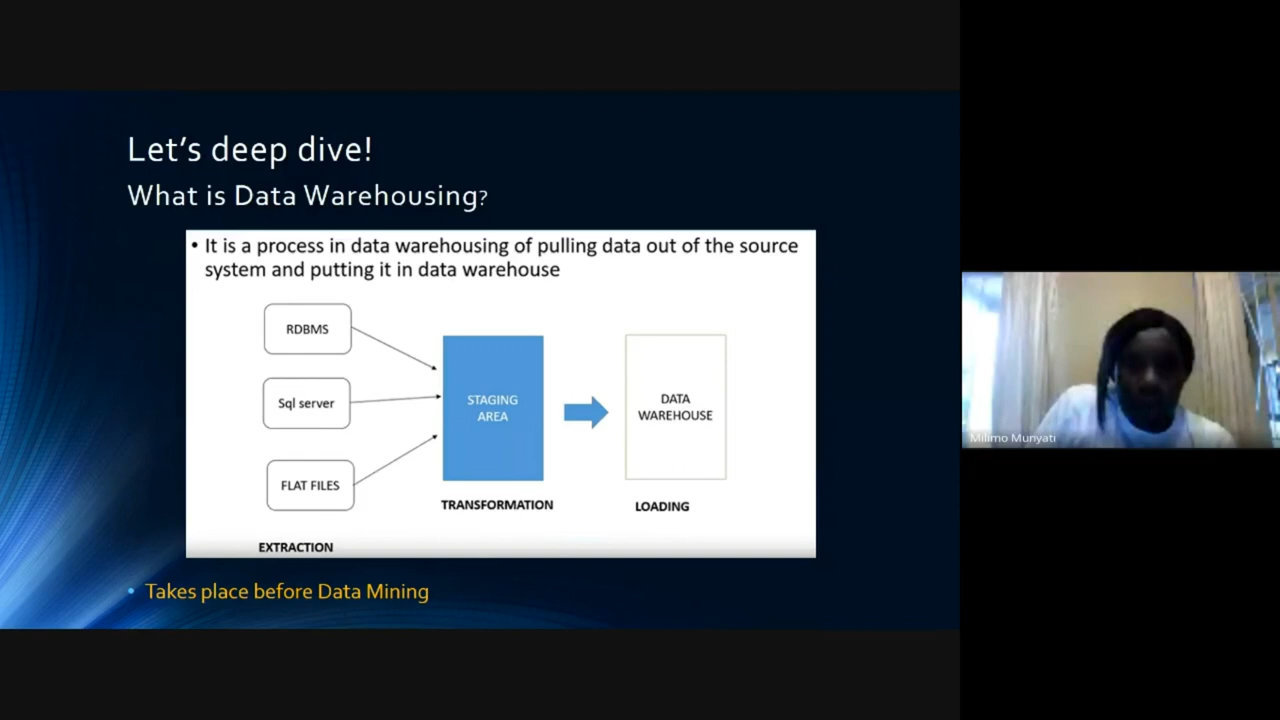 Let's deep dive!
What is Data Warehousing?
• It is a process in data warehousing of pulling data out of the source
system and putting it in data warehouse
RDBMS
Sql server
FLAT FILES
STAGING
AREA
DATA
WAREHOUSE
TRANSFORMATION
LOADING
EXTRACTION
• Takes place before Data Mining
Milimo Munyati